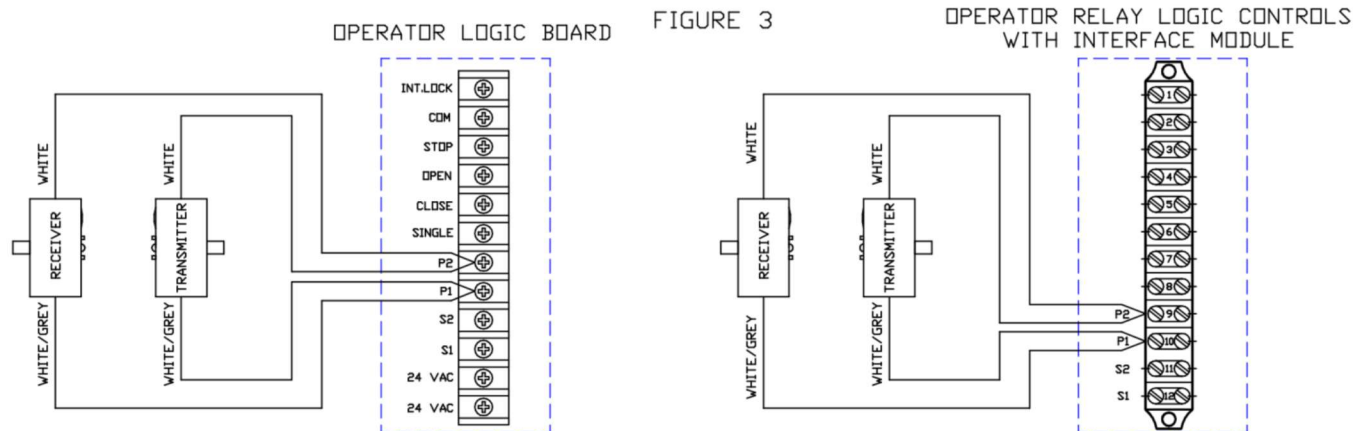 FIGURE 3
OPERATOR LOGIC BOARD
INT.LOCK
COM
STOP
OPEN
CLOSE
SINGLE
P2
P1
S2
S1
24 VAC
24 VAC
WHITE
WHITE
RECEIVER
TRANSMITTER
WHITE/GREY
WHITE/GREY
OPERATOR RELAY LOGIC CONTROLS
WITH INTERFACE MODULE
1
2
3
4
5
6
7
8
P2 9
P1 10
S2 11
S1 12
WHITE
WHITE
RECEIVER
TRANSMITTER
WHITE/GREY
WHITE/GREY